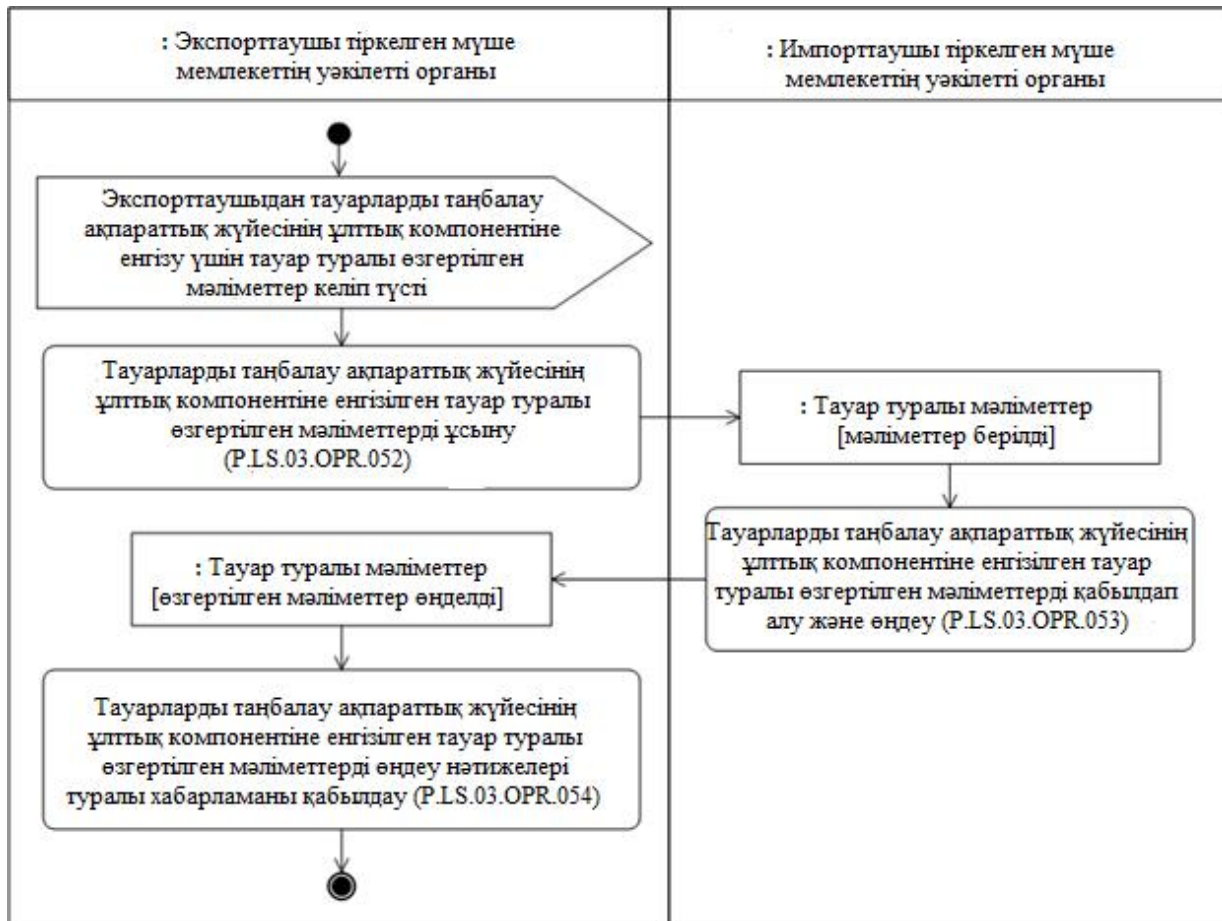 : Экспорттаушы тіркелген мүше
мемлекеттің уәкілетті органы
: Импорттаушы тіркелген мүше
мемлекеттің уәкілетті органы
Экспорттаушыдан тауарларды таңбалау
ақпараттық жүйесінің ұлттық компонентіне
енгізу үшін тауар туралы өзгертілген
мәліметтер келіп түсті
Тауарларды таңбалау ақпараттық жүйесінің
ұлттық компонентіне енгізілген тауар туралы
өзгертілген мәліметтерді ұсыну
(P.LS.03.OPR.052)
: Тауар туралы мәліметтер
[мәліметтер берілді]
Тауарларды таңбалау ақпараттық жүйесінің
ұлттық компонентіне енгізілген тауар
туралы өзгертілген мәліметтерді қабылдап
алу және өңдеу (P.LS.03.OPR.053)
: Тауар туралы мәліметтер
[өзгертілген мәліметтер өңделді]
Тауарларды таңбалау ақпараттық жүйесінің
ұлттық компонентіне енгізілген тауар туралы
өзгертілген мәліметтерді өңдеу нәтижелері
туралы хабарламаны қабылдау (P.LS.03.OPR.054)